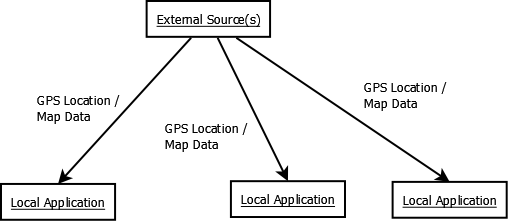 External Source(s)
GPS Location /
Map Data
GPS Location /
Map Data
GPS Location /
Map Data
Local Application
Local Application
Local Application